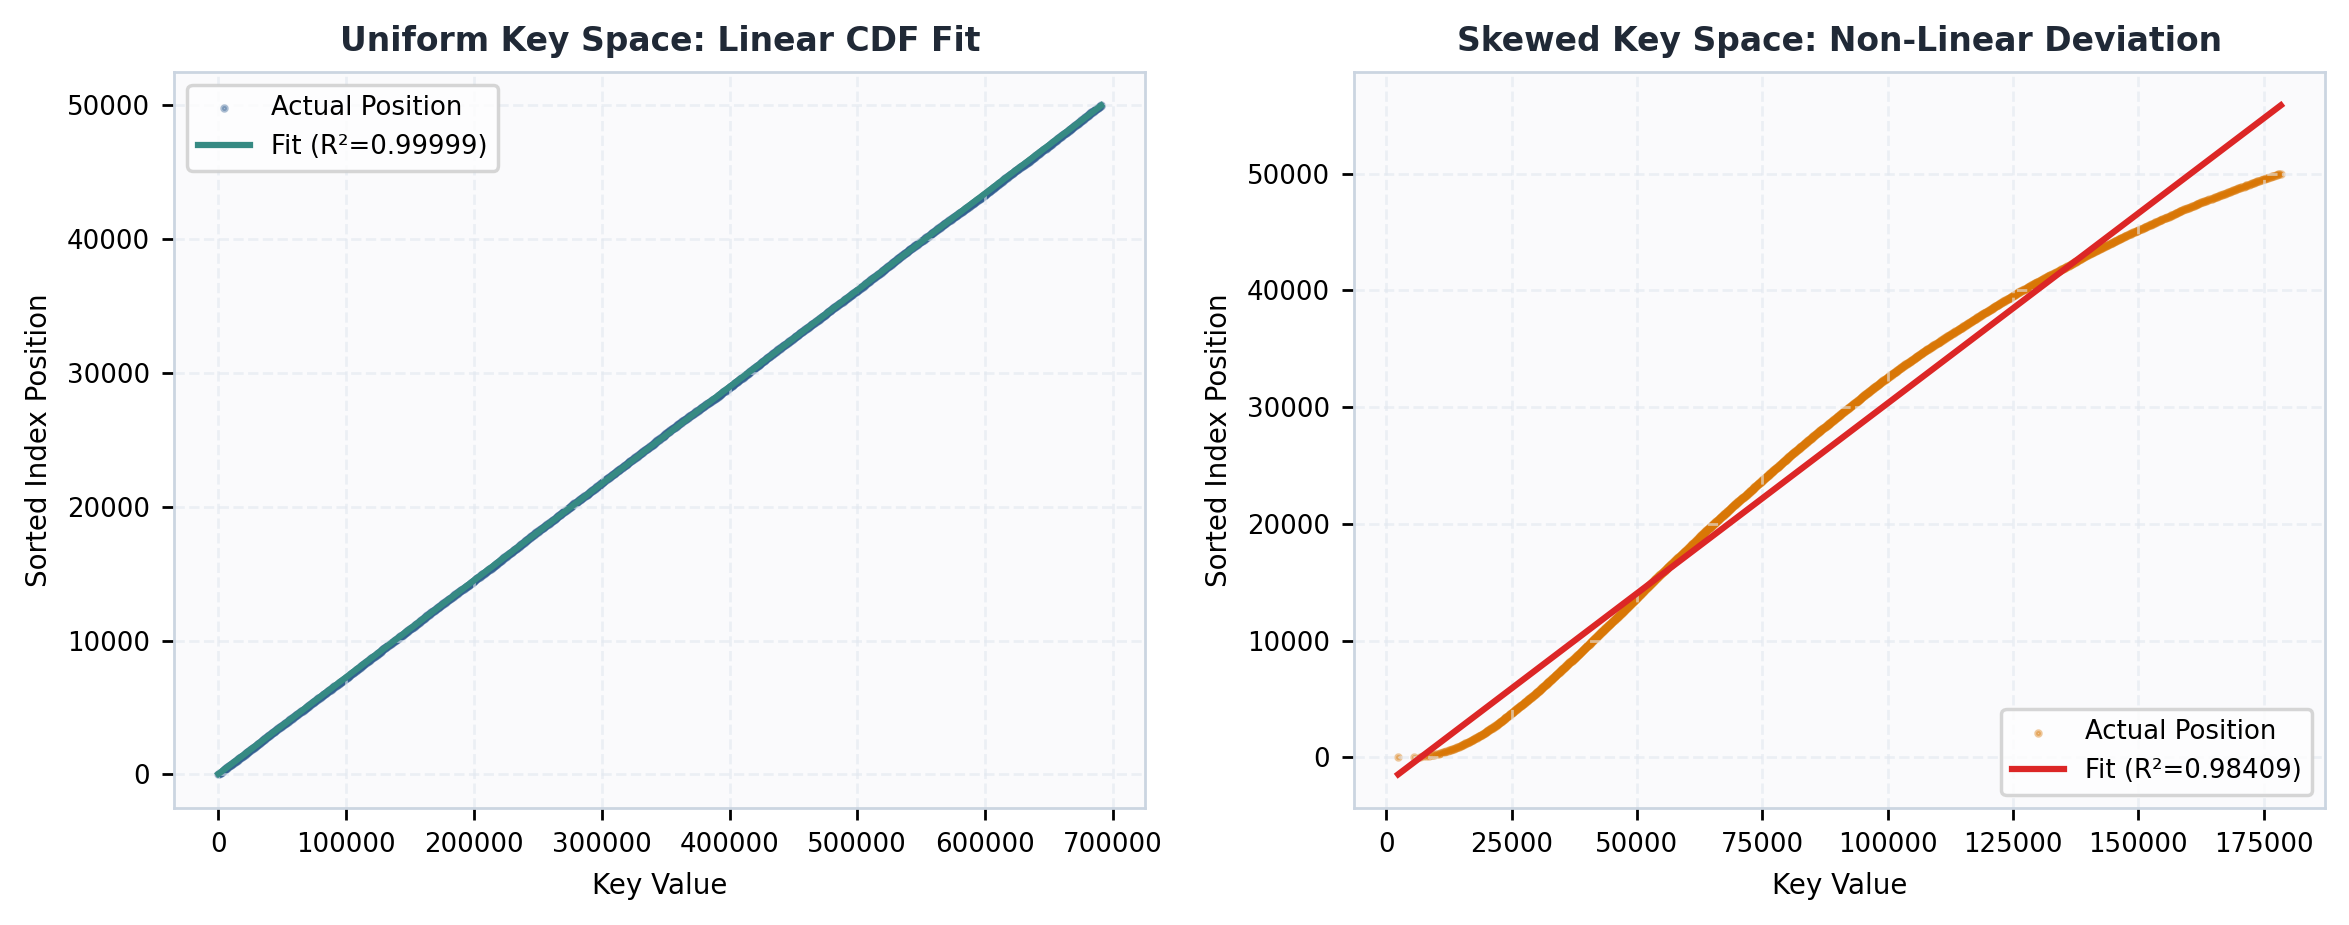 Uniform Key Space: Linear CDF Fit
Actual Position
Fit (R²=0.99999)
50000
40000
30000
20000
10000
0
Sorted Index Position
0 100000 200000 300000 400000 500000 600000 700000
Key Value
Skewed Key Space: Non-Linear Deviation
50000
40000
30000
20000
10000
0
Sorted Index Position
Actual Position
Fit (R²=0.98409)
0 25000 50000 75000 100000 125000 150000 175000
Key Value